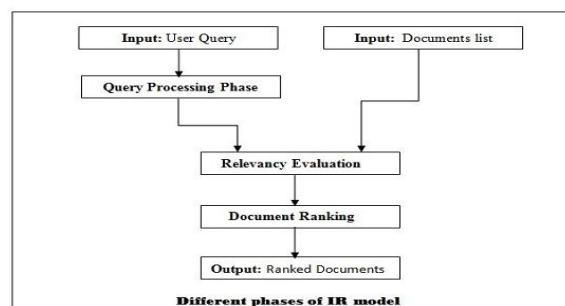 Input: User Query
Input: Documents list
Query Processing Phase
Relevancy Evaluation
Document Ranking
Output: Ranked Documents
Different phases of IR model